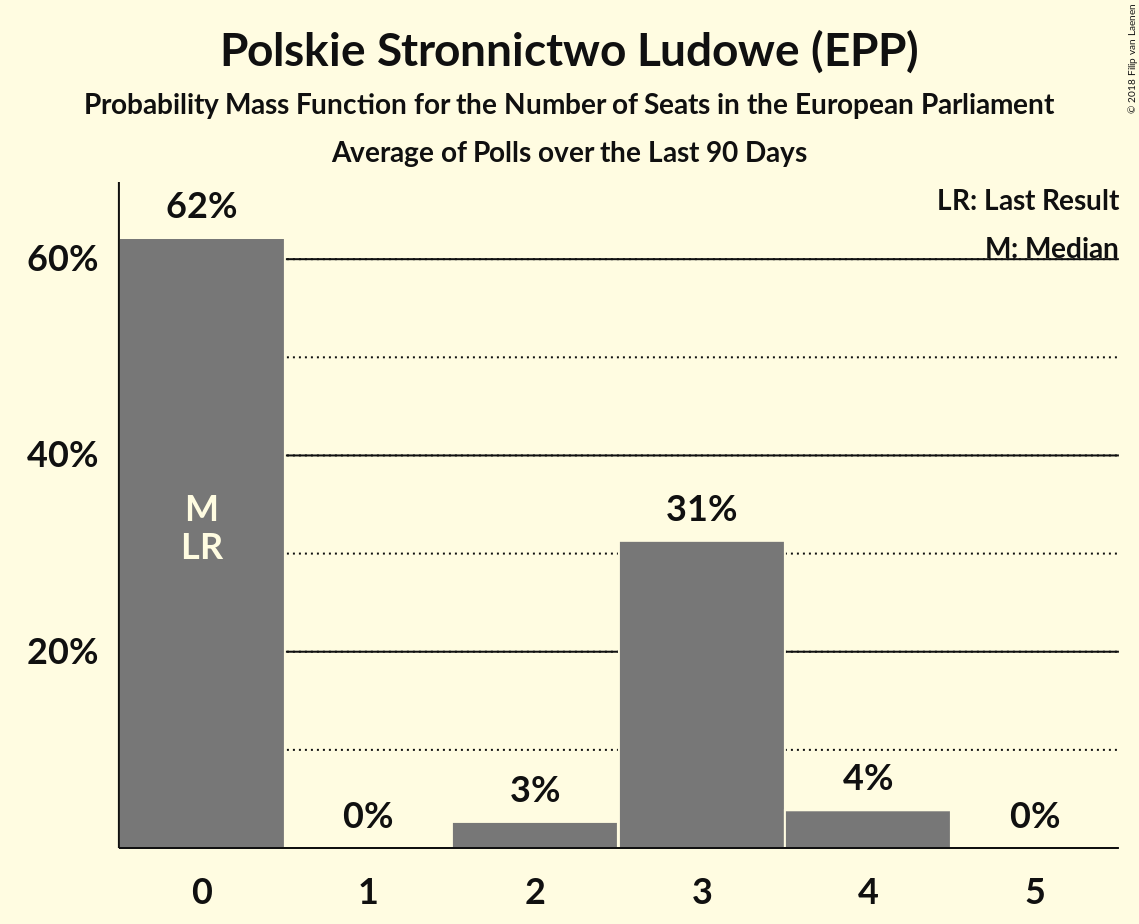 Polskie Stronnictwo Ludowe (EPP)
Probability Mass Function for the Number of Seats in the European Parliament
Average of Polls over the Last 90 Days
© 2018 Filip van Laenen
LR: Last Result
M: Median
62%
60%
40%
20%
M
LR
0%
3%
31%
4%
0%
0 1 2 3 4 5